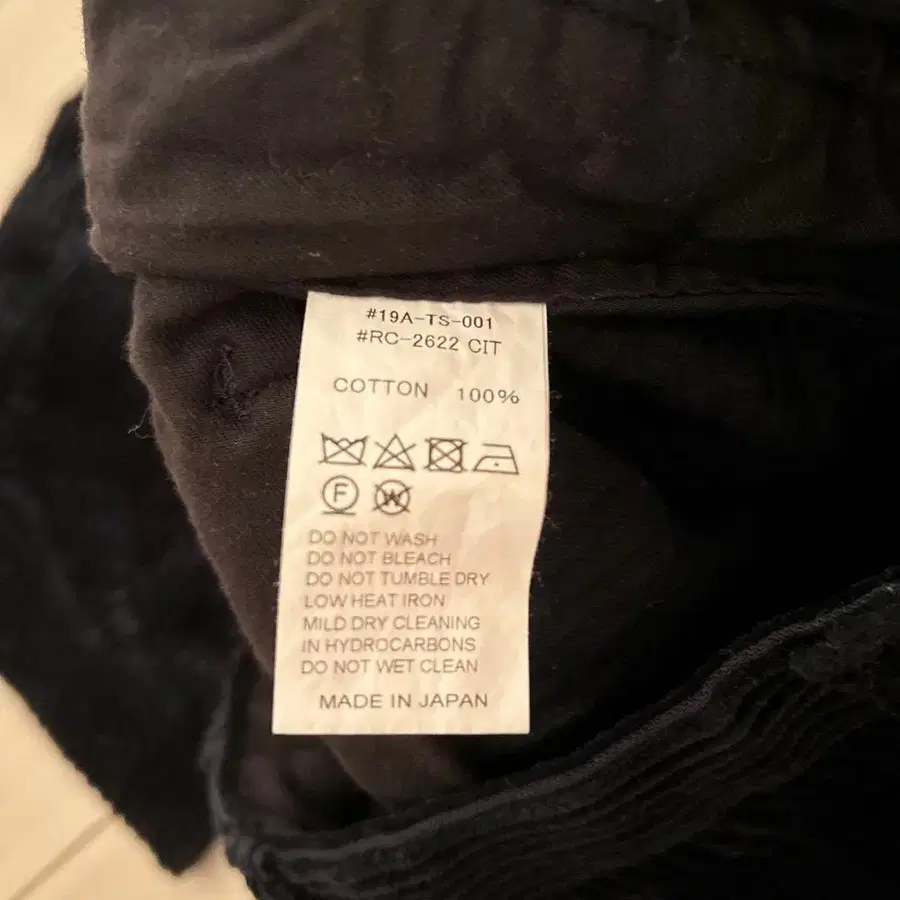 #19A-TS-001
#RC-2622 CIT
COTTON 100%
F W
DO NOT WASH
DO NOT BLEACH
DO NOT TUMBLE DRY
LOW HEAT IRON
MILD DRY CLEANING
IN HYDROCARBONS
DO NOT WET CLEAN
MADE IN JAPAN